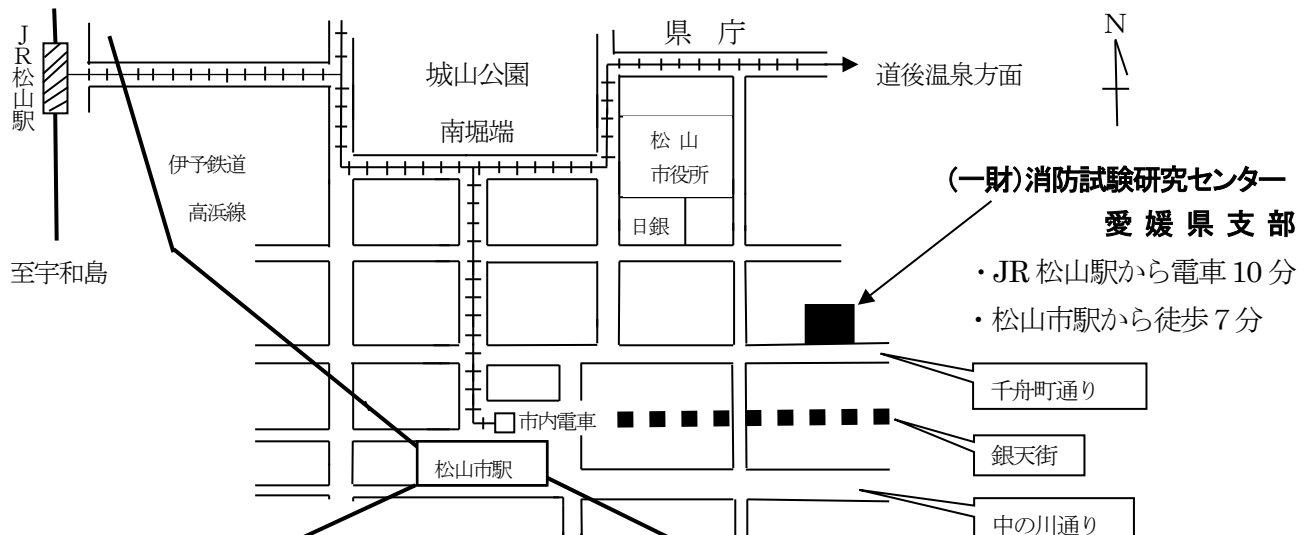 県 庁
N
JR松山駅
城山公園
道後温泉方面
南堀端
松 山
市役所
伊予鉄道
高浜線
(一財)消防試験研究センター
愛 媛 県 支 部
日銀
至宇和島
・JR 松山駅から電車 10 分
・松山市駅から徒歩 7 分
千舟町通り
市内電車
銀天街
松山市駅
中の川通り